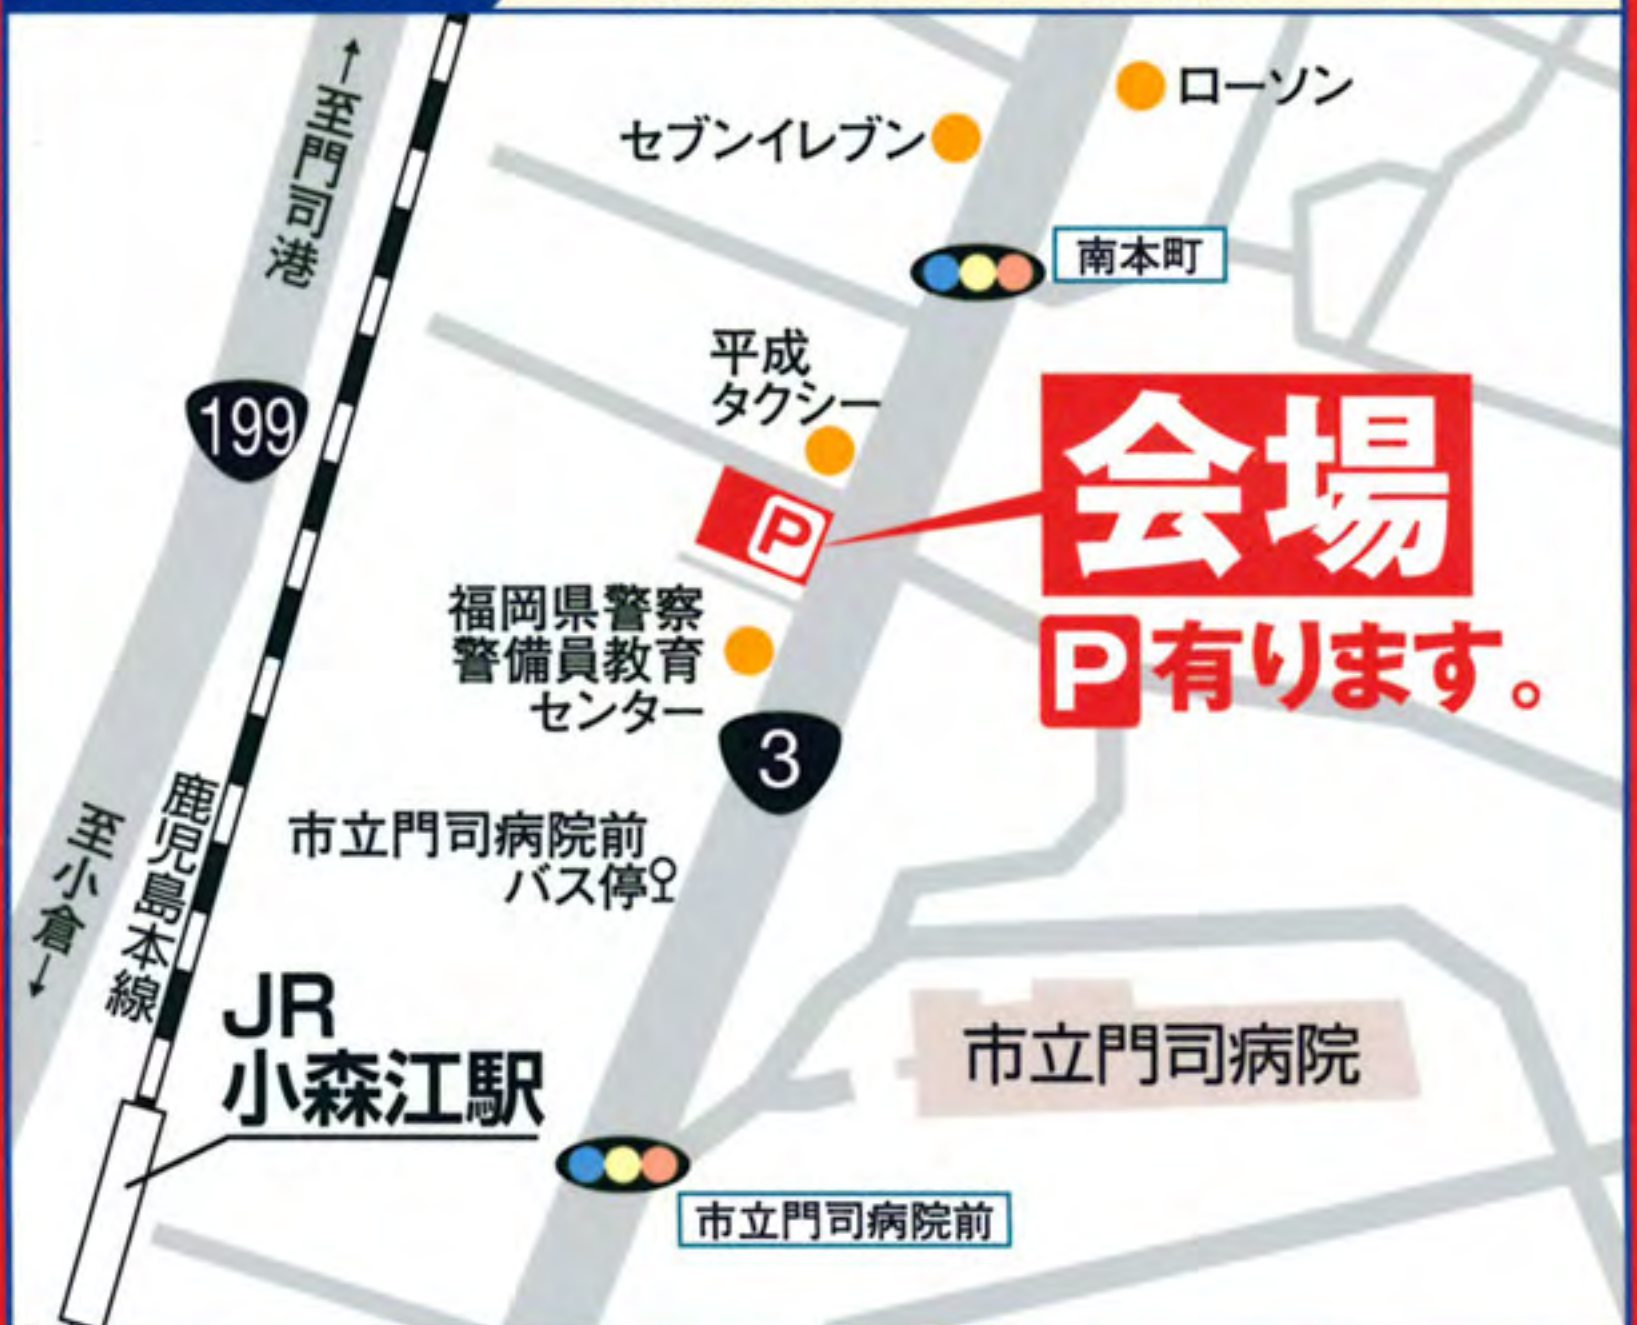 ←至門司港
ローソン
セブンイレブン
南本町
平成
タクシー
199
会場
P
P有ります。
福岡県警察
警備員教育
センター
3
市立門司病院前
バス停
至小倉←
鹿児島本線
JR
小森江駅
市立門司病院
市立門司病院前